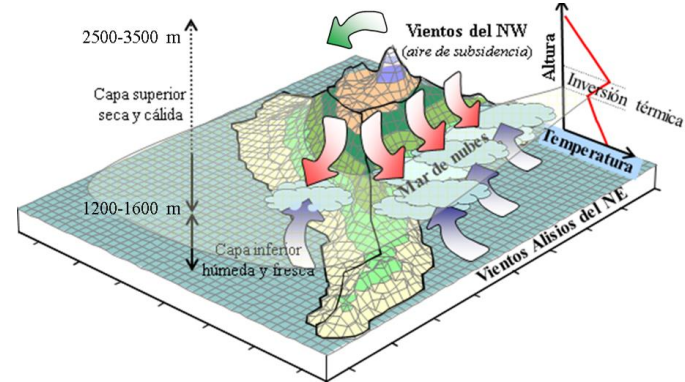 2500-3500 m
Vientos del NW
(aire de subsidencia)
Capa superior
seca y cálida
Altura
Inversión térmica
Temperatura
Mar de nubes
1200-1600 m
Capa inferior
húmeda y fresca
Vientos Alisios del NE